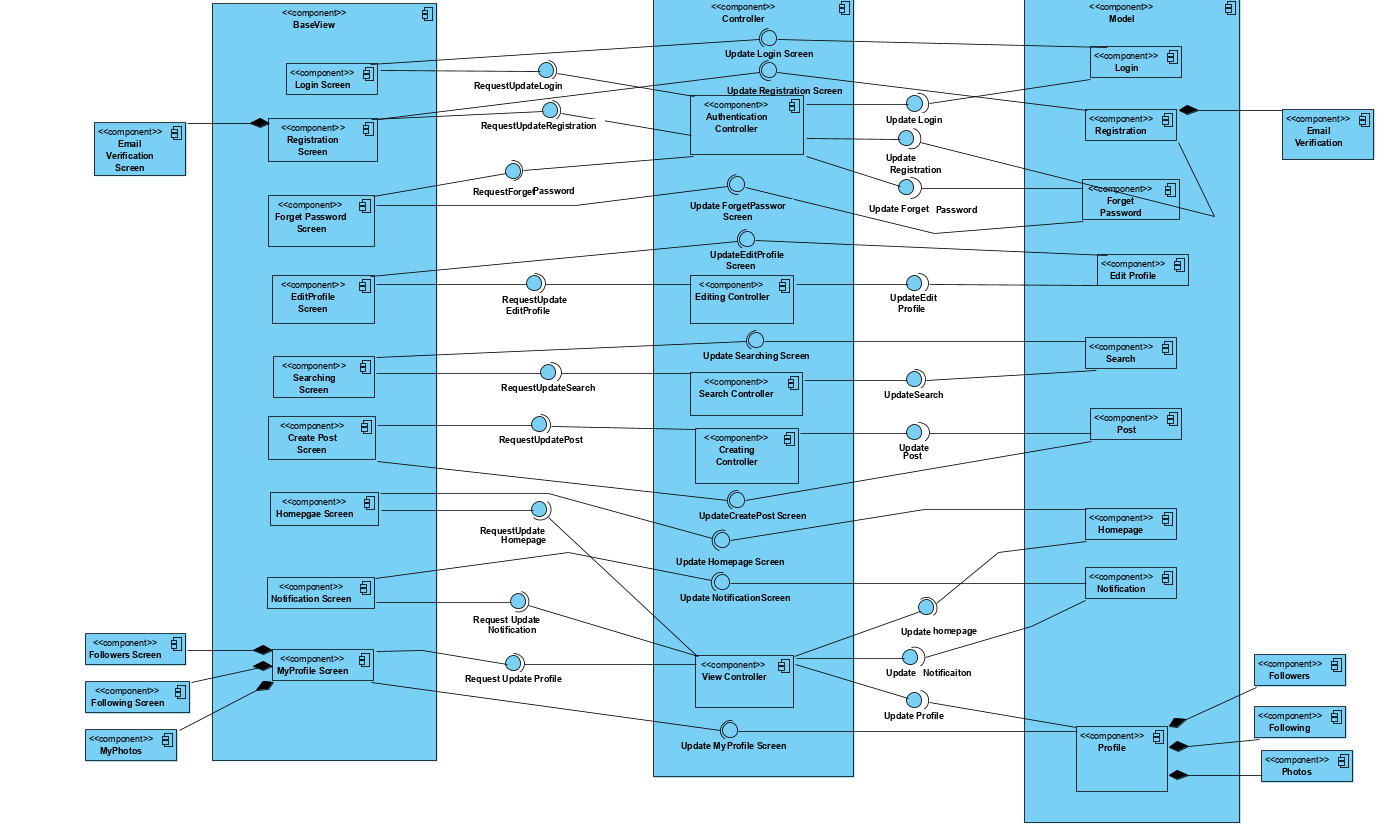 <<component>>
BaseView
<<component>>
Login Screen
<<component>>
Registration
Screen
<<component>>
Email
Verification
Screen
<<component>>
Forget Password
Screen
<<component>>
EditProfile
Screen
<<component>>
Searching
Screen
<<component>>
Create Post
Screen
<<component>>
Homepgae Screen
<<component>>
Notification Screen
<<component>>
MyProfile Screen
<<component>>
Followers Screen
<<component>>
Following Screen
<<component>>
MyPhotos
RequestUpdateLogin
RequestUpdateRegistration
RequestForget Password
RequestUpdate
EditProfile
RequestUpdateSearch
RequestUpdatePost
RequestUpdate
Homepage
Request Update
Notification
Request Update Profile
<<component>>
Controller
Update Login Screen
Update Registration Screen
<<component>>
Authentication
Controller
Update ForgetPasswor
Screen
UpdateEditProfile
Screen
<<component>>
Editing Controller
Update Searching Screen
<<component>>
Search Controller
<<component>>
Creating
Controller
UpdateCreatePost Screen
Update Homepage Screen
Update NotificationScreen
<<component>>
View Controller
Update MyProfile Screen
Update Login
Update
Registration
Update Forget Password
UpdateEdit
Profile
UpdateSearch
Update
Post
Update homepage
Update Notificaiton
Update Profile
<<component>>
Model
<<component>>
Login
<<component>>
Registration
<<component>>
Email
Verification
<<component>>
Forget
Password
<<component>>
Edit Profile
<<component>>
Search
<<component>>
Post
<<component>>
Homepage
<<component>>
Notification
<<component>>
Profile
<<component>>
Followers
<<component>>
Following
<<component>>
Photos